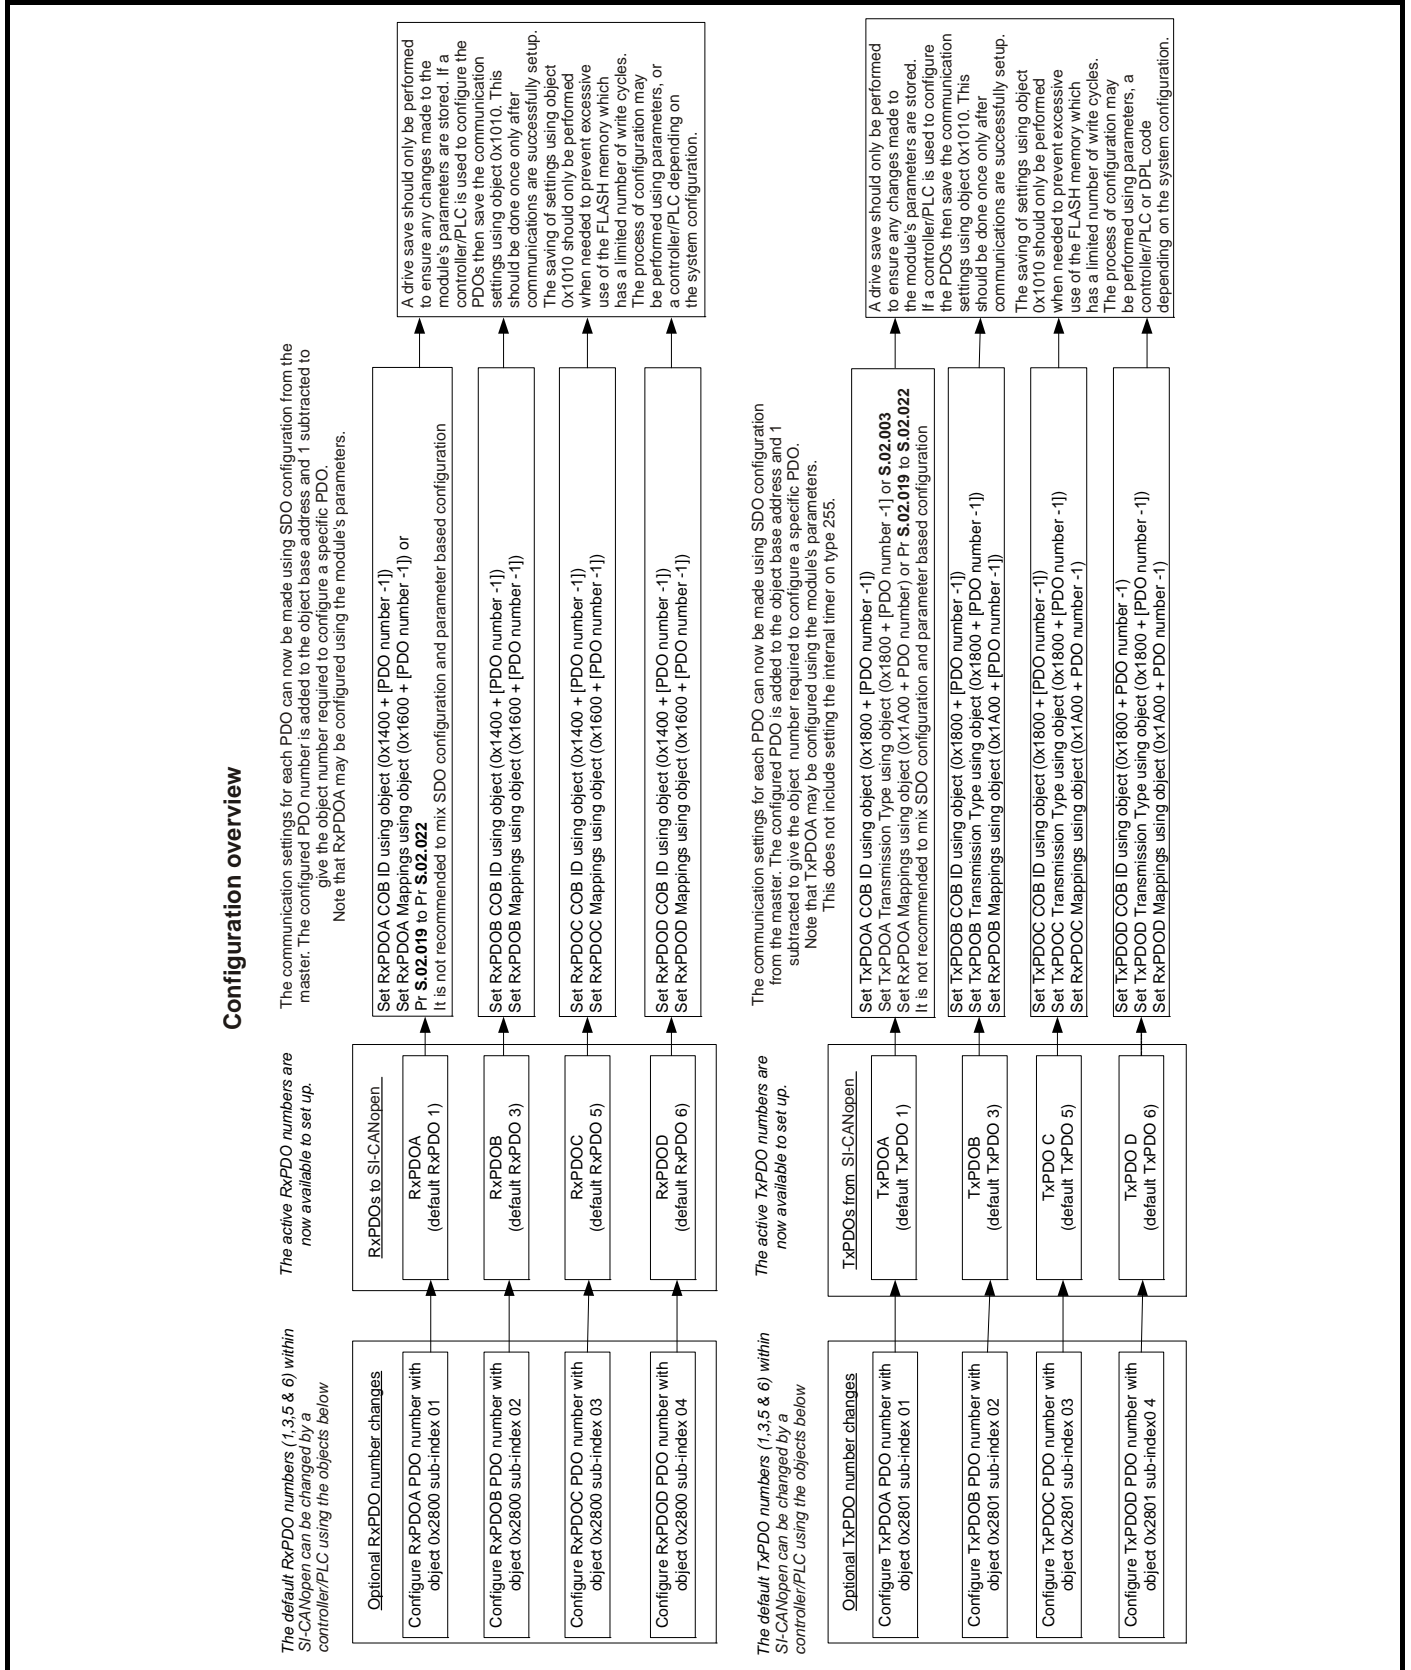 Configuration overview
The default RxPDO numbers (1,3,5 & 6) within
SI-CANopen can be changed by a
controller/PLC using the objects below
The active RxPDO numbers are
now available to set up.
The communication settings for each PDO can now be made using SDO configuration from the
master. The configured PDO number is added to the object base address and 1 subtracted to
give the object number required to configure a specific PDO.
Note that RxPDOA may be configured using the module's parameters.
Optional RxPDO number changes
Configure RxPDOA PDO number with
object 0x2800 sub-index 01
Configure RxPDOB PDO number with
object 0x2800 sub-index 02
Configure RxPDOC PDO number with
object 0x2800 sub-index 03
Configure RxPDOD PDO number with
object 0x2800 sub-index 04
RxPDOs to SI-CANopen
RxPDOA
(default RxPDO 1)
RxPDOB
(default RxPDO 3)
RxPDOC
(default RxPDO 5)
RxPDOD
(default RxPDO 6)
Set RxPDOA COB ID using object (0x1400 + [PDO number -1])
Set RxPDOA Mappings using object (0x1600 + [PDO number -1]) or
Pr S.02.019 to Pr S.02.022
It is not recommended to mix SDO configuration and parameter based configuration
Set RxPDOB COB ID using object (0x1400 + [PDO number -1])
Set RxPDOB Mappings using object (0x1600 + [PDO number -1])
Set RxPDOC COB ID using object (0x1400 + [PDO number -1])
Set RxPDOC Mappings using object (0x1600 + [PDO number -1])
Set RxPDOD COB ID using object (0x1400 + [PDO number -1])
Set RxPDOD Mappings using object (0x1600 + [PDO number -1])
A drive save should only be performed
to ensure any changes made to the
module's parameters are stored. If a
controller/PLC is used to configure the
PDOs then save the communication
settings using object 0x1010. This
should be done once only after
communications are successfully setup.
The saving of settings using object
0x1010 should only be performed
when needed to prevent excessive
use of the FLASH memory which
has a limited number of write cycles.
The process of configuration may
be performed using parameters, or
a controller/PLC depending on
the system configuration.
The default TxPDO numbers (1,3,5 & 6) within
SI-CANopen can be changed by a
controller/PLC using the objects below
The active TxPDO numbers are
now available to set up.
The communication settings for each PDO can now be made using SDO configuration
from the master. The configured PDO is added to the object base address and 1
subtracted to give the object number required to configure a specific PDO.
Note that TxPDOA may be configured using the module's parameters.
This does not include setting the internal timer on type 255.
Optional TxPDO number changes
Configure TxPDOA PDO number with
object 0x2801 sub-index 01
Configure TxPDOB PDO number with
object 0x2801 sub-index 02
Configure TxPDOC PDO number with
object 0x2801 sub-index 03
Configure TxPDOD PDO number with
object 0x2801 sub-index0 4
TxPDOs from SI-CANopen
TxPDOA
(default TxPDO 1)
TxPDOB
(default TxPDO 3)
TxPDO C
(default TxPDO 5)
TxPDO D
(default TxPDO 6)
Set TxPDOA COB ID using object (0x1800 + [PDO number -1])
Set TxPDOA Transmission Type using object (0x1800 + [PDO number -1] or S.02.003
Set RxPDOA Mappings using object (0x1A00 + PDO number) or Pr S.02.019 to S.02.022
It is not recommended to mix SDO configuration and parameter based configuration
Set TxPDOB COB ID using object (0x1800 + [PDO number -1])
Set TxPDOB Transmission Type using object (0x1800 + [PDO number -1])
Set RxPDOB Mappings using object (0x1A00 + [PDO number -1])
Set TxPDOC COB ID using object (0x1800 + [PDO number -1])
Set TxPDOC Transmission Type using object (0x1800 + [PDO number -1])
Set RxPDOC Mappings using object (0x1A00 + PDO number -1)
Set TxPDOD COB ID using object (0x1800 + PDO number -1)
Set TxPDOD Transmission Type using object (0x1800 + [PDO number -1])
Set RxPDOD Mappings using object (0x1A00 + PDO number -1)
A drive save should only be performed
to ensure any changes made to
the module's parameters are stored.
If a controller/PLC is used to configure
the PDOs then save the communication
settings using object 0x1010. This
should be done once only after
communications are successfully setup.
The saving of settings using object
0x1010 should only be performed
when needed to prevent excessive
use of the FLASH memory which
has a limited number of write cycles.
The process of configuration may
be performed using parameters, a
controller/PLC or DPL code
depending on the system configuration.